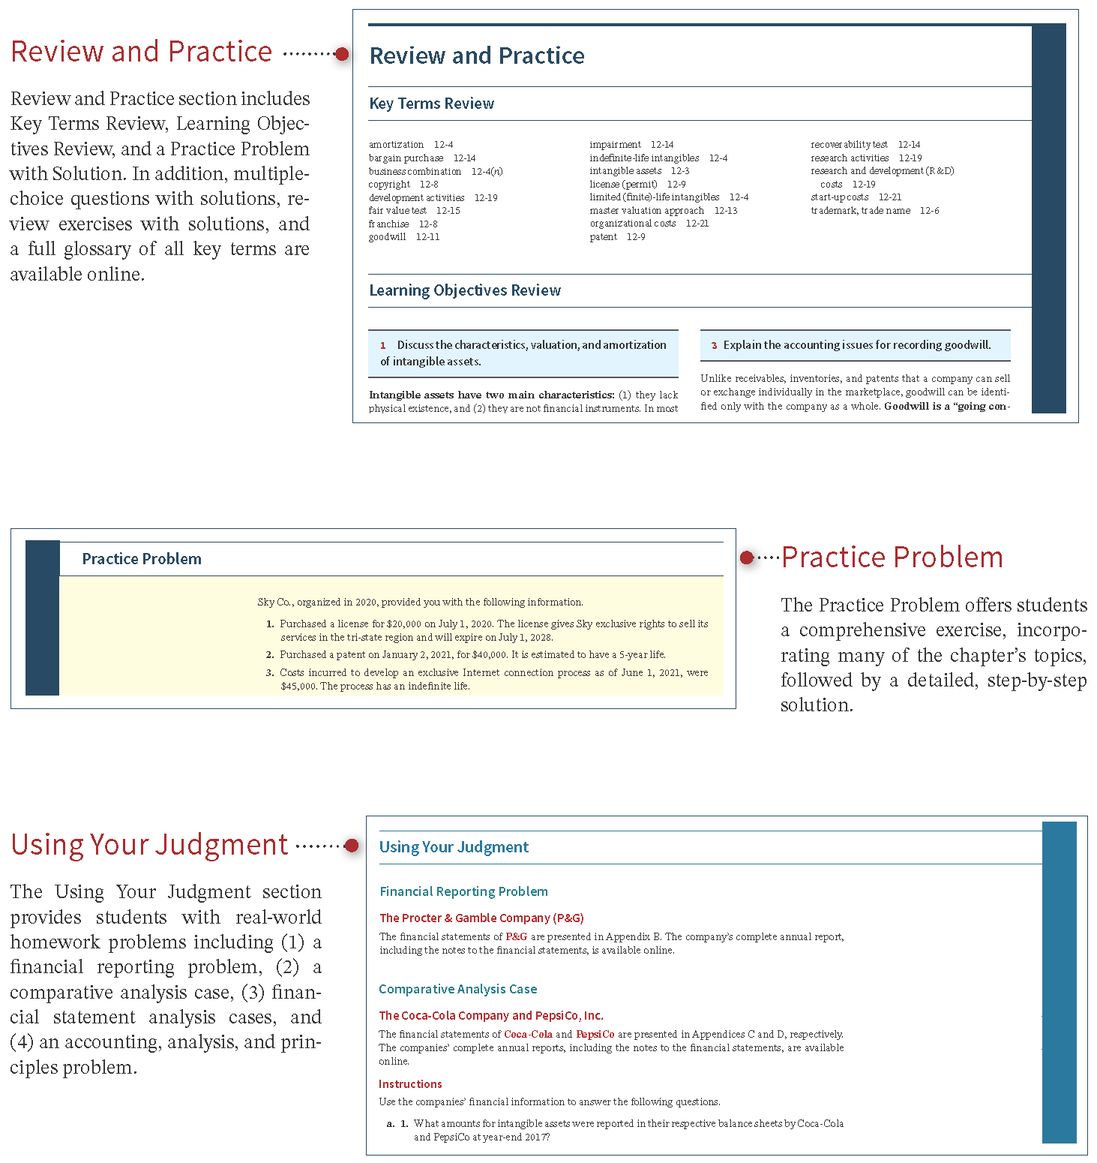 Review and Practice
Review and Practice section includes
Key Terms Review, Learning Objec-
tives Review, and a Practice Problem
with Solution. In addition, multiple-
choice questions with solutions, re-
view exercises with solutions, and
a full glossary of all key terms are
available online.
Review and Practice
Key Terms Review
amortization 12-4
bargain purchase 12-14
business combination 12-4(n)
copyright 12-8
development activities 12-19
fair value test 12-15
franchise 12-8
goodwill 12-11
impairment 12-14
indefinite-life intangibles 12-4
intangible assets 12-3
license (permit) 12-9
limited (finite)-life intangibles 12-4
master valuation approach 12-13
organizational costs 12-21
patent 12-9
recoverability test 12-14
research activities 12-19
research and development (R&D)
costs 12-19
start-up costs 12-21
trademark, trade name 12-6
Learning Objectives Review
1 Discuss the characteristics, valuation, and amortization
of intangible assets.
Intangible assets have two main characteristics: (1) they lack
physical existence, and (2) they are not financial instruments. In most
3 Explain the accounting issues for recording goodwill.
Unlike receivables, inventories, and patents that a company can sell
or exchange individually in the marketplace, goodwill can be identi-
fied only with the company as a whole. Goodwill is a "going con-
Practice Problem
Sky Co., organized in 2020, provided you with the following information.
1. Purchased a license for $20,000 on July 1, 2020. The license gives Sky exclusive rights to sell its
services in the tri-state region and will expire on July 1, 2028.
2. Purchased a patent on January 2, 2021, for $40,000. It is estimated to have a 5-year life.
3. Costs incurred to develop an exclusive Internet connection process as of June 1, 2021, were
$45,000. The process has an indefinite life.
Practice Problem
The Practice Problem offers students
a comprehensive exercise, incorpo-
rating many of the chapter's topics,
followed by a detailed, step-by-step
solution.
Using Your Judgment
The Using Your Judgment section
provides students with real-world
homework problems including (1) a
financial reporting problem, (2) a
comparative analysis case, (3) finan-
cial statement analysis cases, and
(4) an accounting, analysis, and prin-
ciples problem.
Using Your Judgment
Financial Reporting Problem
The Procter & Gamble Company (P&G)
The financial statements of P&G are presented in Appendix B. The company's complete annual report,
including the notes to the financial statements, is available online.
Comparative Analysis Case
The Coca-Cola Company and PepsiCo, Inc.
The financial statements of Coca-Cola and PepsiCo are presented in Appendices C and D, respectively.
The companies' complete annual reports, including the notes to the financial statements, are available
online.
Instructions
Use the companies' financial information to answer the following questions.
a. 1. What amounts for intangible assets were reported in their respective balance sheets by Coca-Cola
and PepsiCo at year-end 2017?